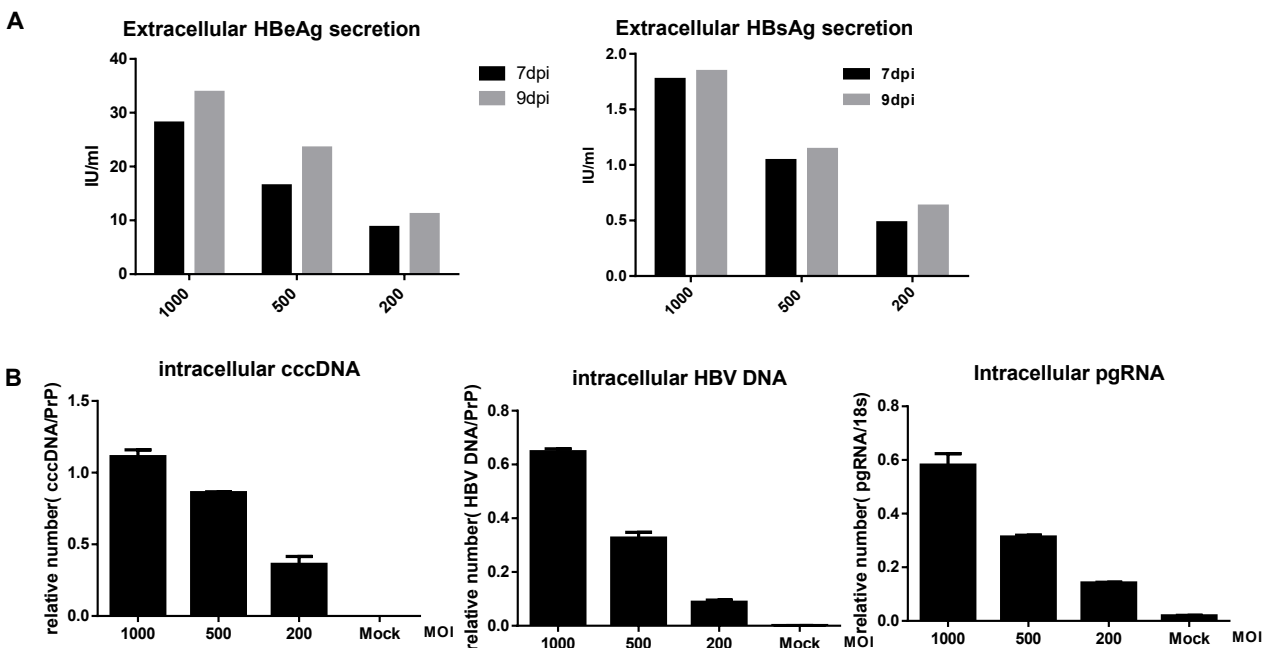 A
Extracellular HBeAg secretion
IU/ml
40
30
20
10
0
7dpi
9dpi
1000
500
200
Extracellular HBsAg secretion
IU/ml
2.0
1.5
1.0
0.5
0.0
7dpi
9dpi
1000
500
200
B
intracellular cccDNA
relative number( cccDNA/PrP)
1.5
1.0
0.5
0.0
1000 500 200 Mock MOI
intracellular HBV DNA
relative number( HBV DNA/PrP)
0.8
0.6
0.4
0.2
0.0
1000 500 200 Mock MOI
Intracellular pgRNA
relative number( pgRNA/18s)
0.8
0.6
0.4
0.2
0.0
1000 500 200 Mock MOI